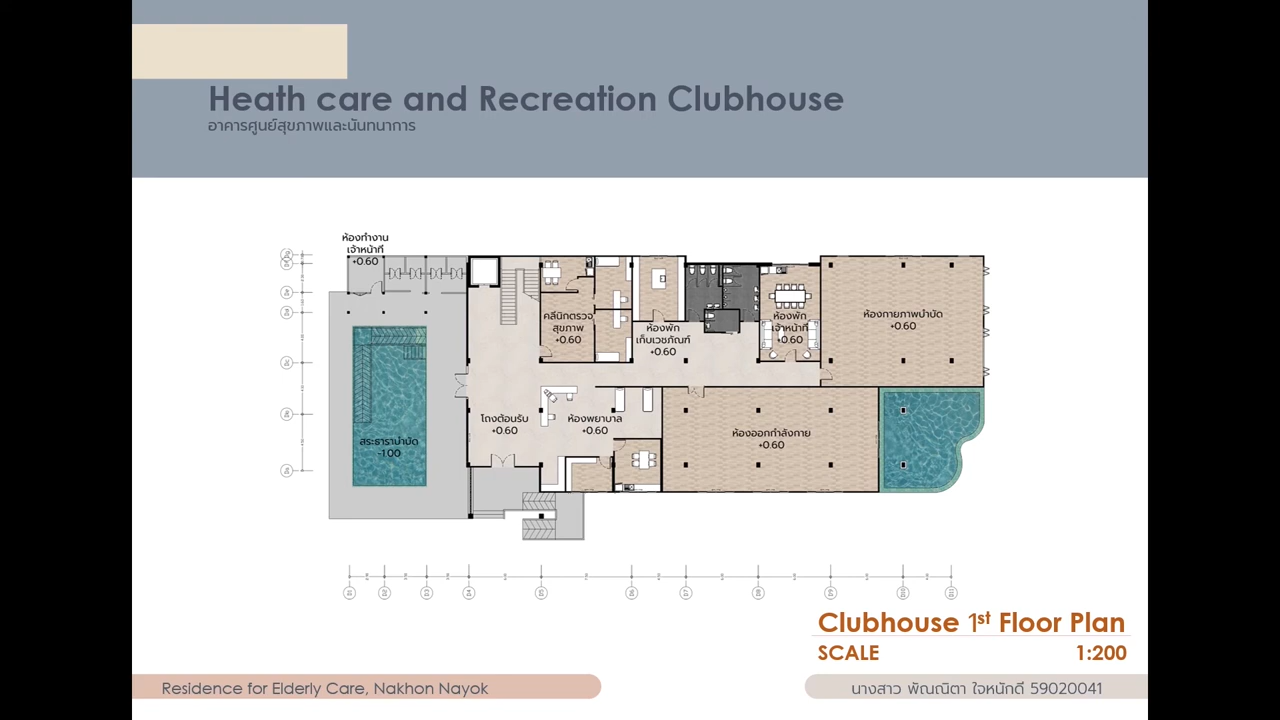 Heath care and Recreation Clubhouse
อาคารศูนย์สุขภาพและนันทนาการ
ห้องทำงาน
เจ้าหน้าที่
+0.60
คลีนิกตรวจ
สุขภาพ
+0.60
ห้องพัก
เก็บเวชภัณฑ์
+0.60
ห้องพัก
เจ้าหน้าที่
+0.60
ห้องกายภาพบำบัด
+0.60
สระธาราบำบัด
-1.00
โถงต้อนรับ
+0.60
ห้องพยาบาล
+0.60
ห้องออกกำลังกาย
+0.60
Clubhouse 1st Floor Plan
SCALE 1:200
Residence for Elderly Care, Nakhon Nayok
นางสาว พัณณิตา ใจหนักดี 59020041